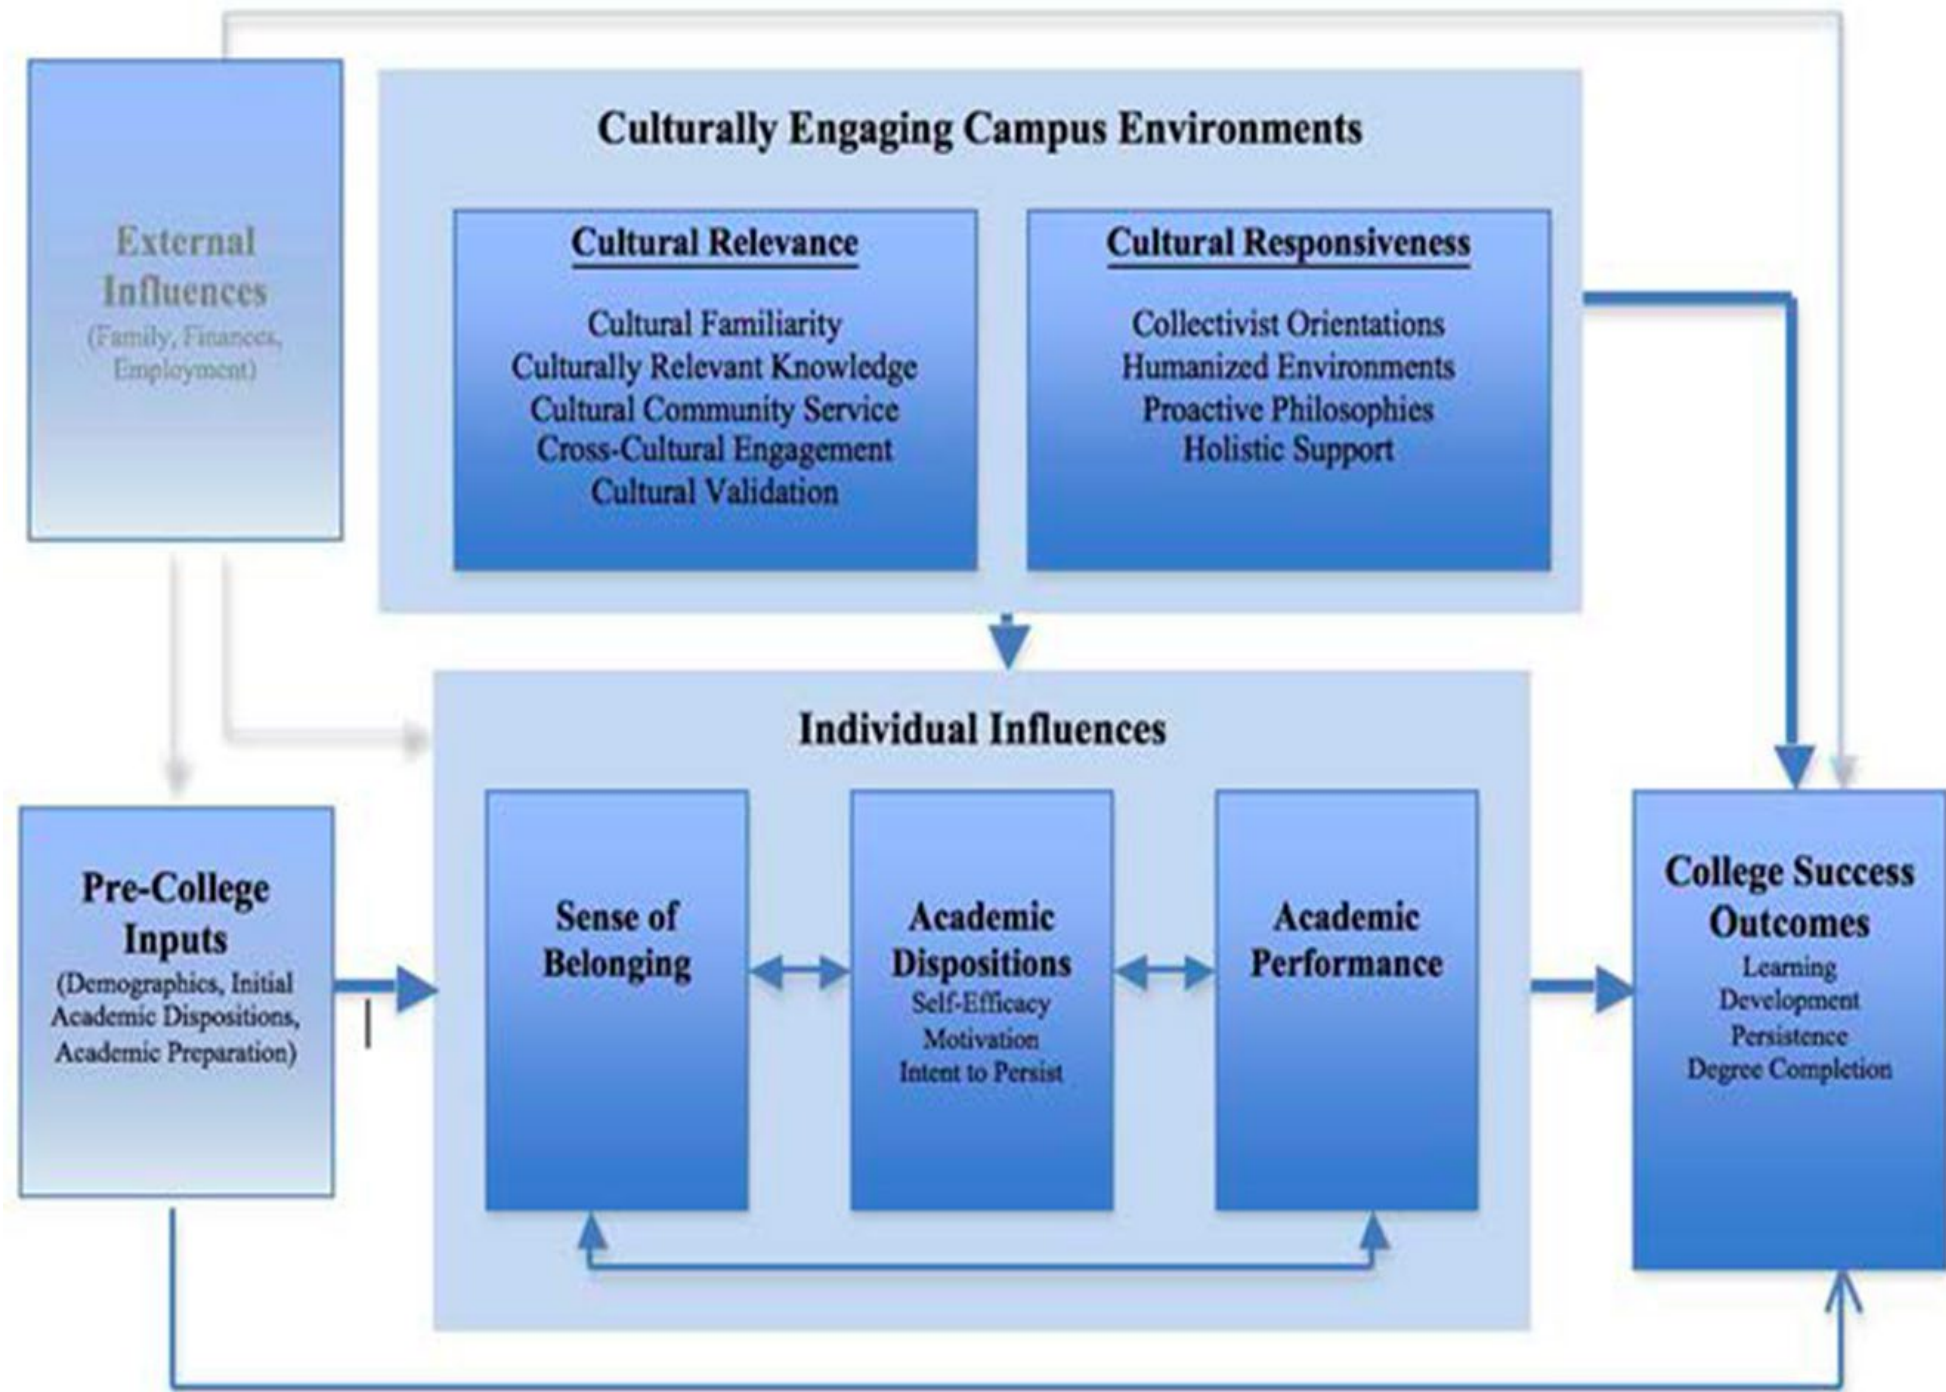 Culturally Engaging Campus Environments
External
Influences
(Family, Finances,
Employment)
Cultural Relevance
Cultural Familiarity
Culturally Relevant Knowledge
Cultural Community Service
Cross-Cultural Engagement
Cultural Validation
Cultural Responsiveness
Collectivist Orientations
Humanized Environments
Proactive Philosophies
Holistic Support
Individual Influences
Pre-College
Inputs
(Demographics, Initial
Academic Dispositions,
Academic Preparation)
Sense of
Belonging
Academic
Dispositions
Self-Efficacy
Motivation
Intent to Persist
Academic
Performance
College Success
Outcomes
Learning
Development
Persistence
Degree Completion